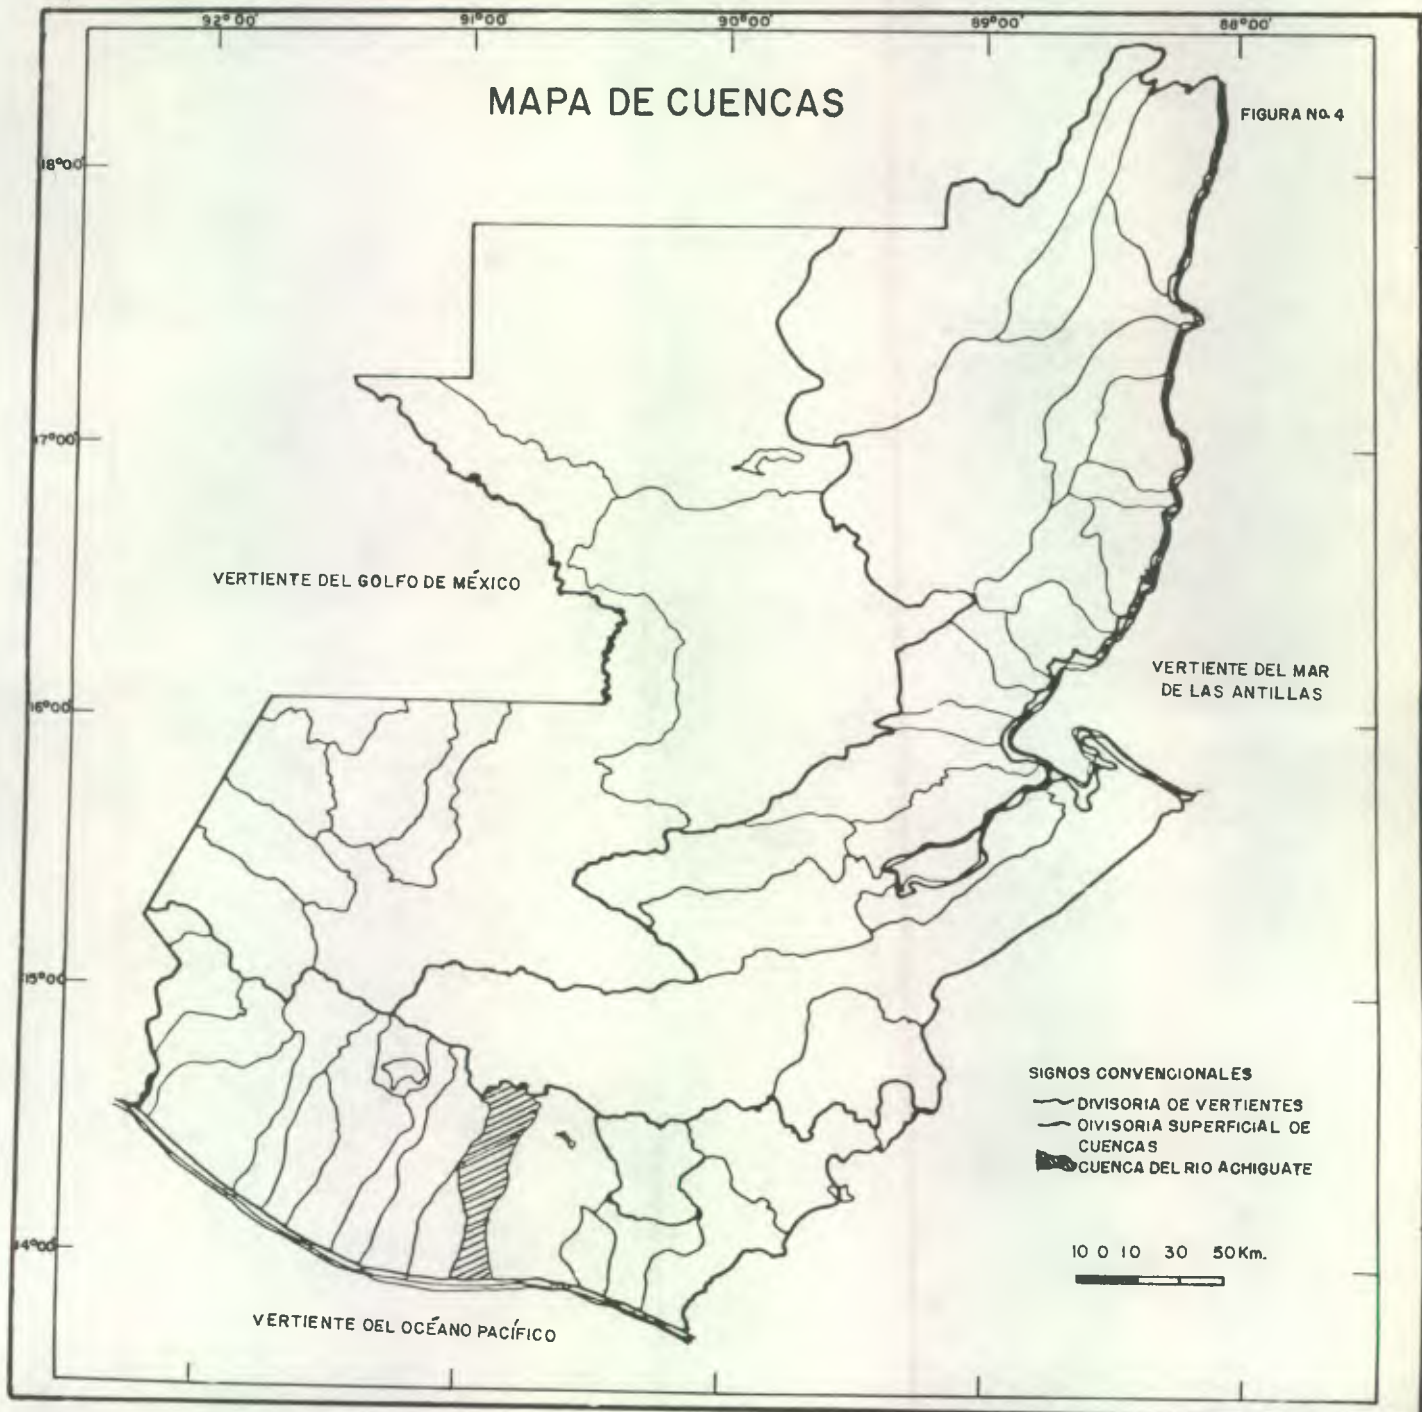 92°00' 91°00' 90°00' 89°00' 88°00'
MAPA DE CUENCAS
FIGURA No. 4
18°00'
17°00'
VERTIENTE DEL GOLFO DE MÉXICO
VERTIENTE DEL MAR
DE LAS ANTILLAS
16°00'
15°00'
SIGNOS CONVENCIONALES
DIVISORIA DE VERTIENTES
DIVISORIA SUPERFICIAL DE
CUENCAS
CUENCA DEL RIO ACHIGUATE
14°00'
10 0 10 30 50 Km.
VERTIENTE DEL OCÉANO PACÍFICO